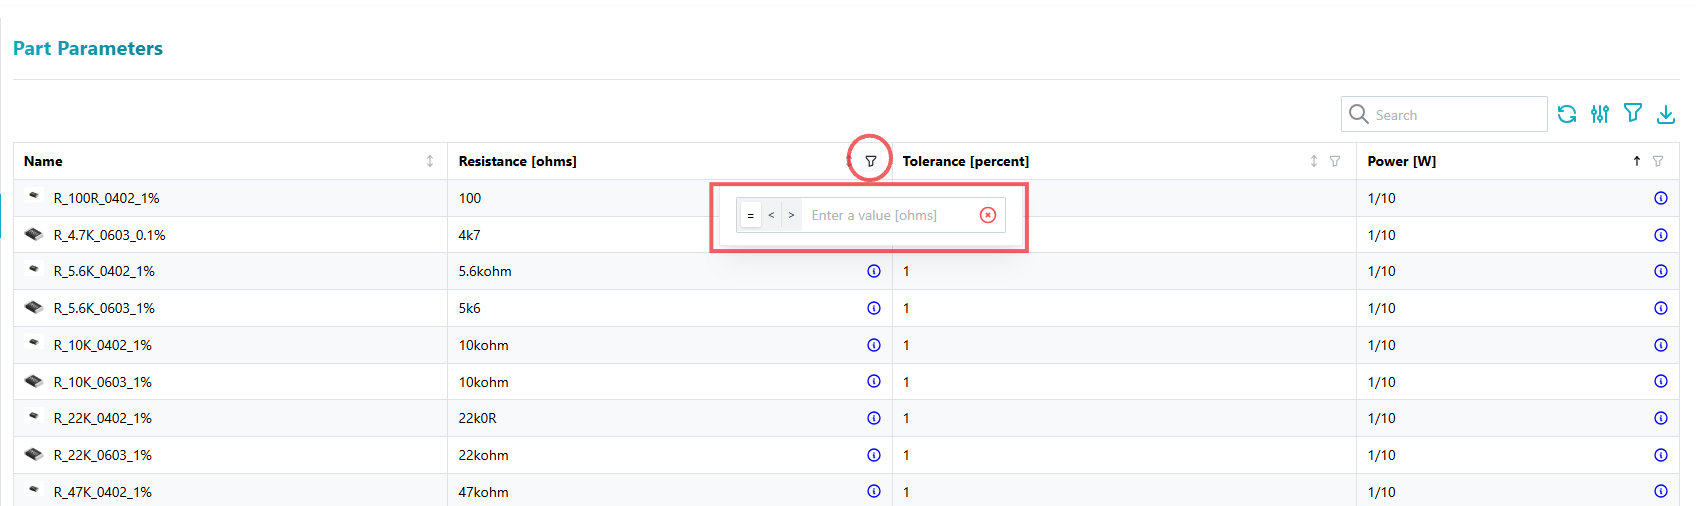 Part Parameters
Search
Name Resistance [ohms] Tolerance [percent] Power [W]
R_100R_0402_1% 100 1/10
= < > Enter a value [ohms]
R_4.7K_0603_0.1% 4k7 1/10
R_5.6K_0402_1% 5.6kohm 1 1/10
R_5.6K_0603_1% 5k6 1 1/10
R_10K_0402_1% 10kohm 1 1/10
R_10K_0603_1% 10kohm 1 1/10
R_22K_0402_1% 22k0R 1 1/10
R_22K_0603_1% 22kohm 1 1/10
R_47K_0402_1% 47kohm 1 1/10